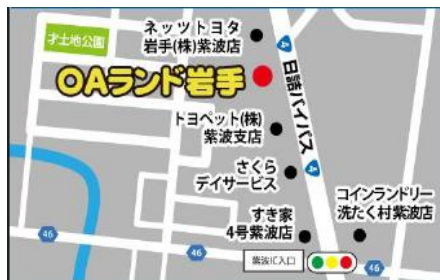 ネッツトヨタ
岩手(株)紫波店
才土地公園
4
OAランド岩手
日詰バイパス
トヨペット(株)
紫波支店
さくら
デイサービス
4
コインランドリー
洗たく村紫波店
すき家
4号紫波店
46
46
46
紫波IC入口